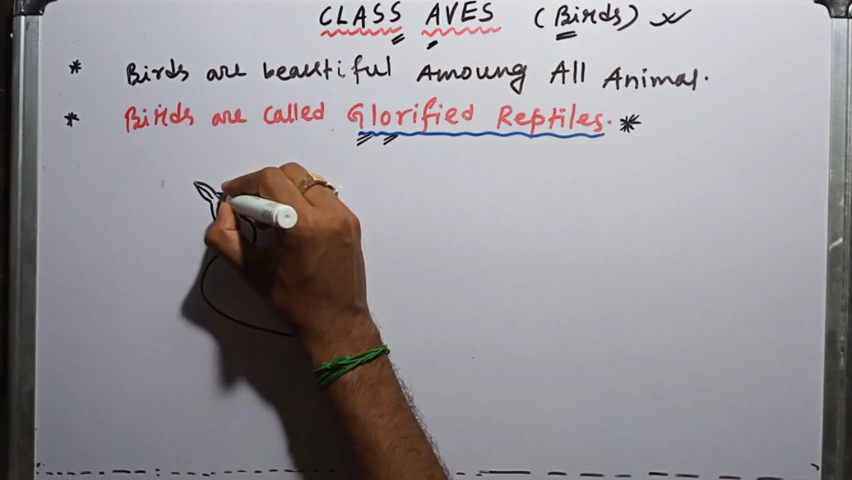 CLASS AVES (Birds)
* Birds are beautiful Amoung All Animal.
* Birds are called Glorified Reptiles. *